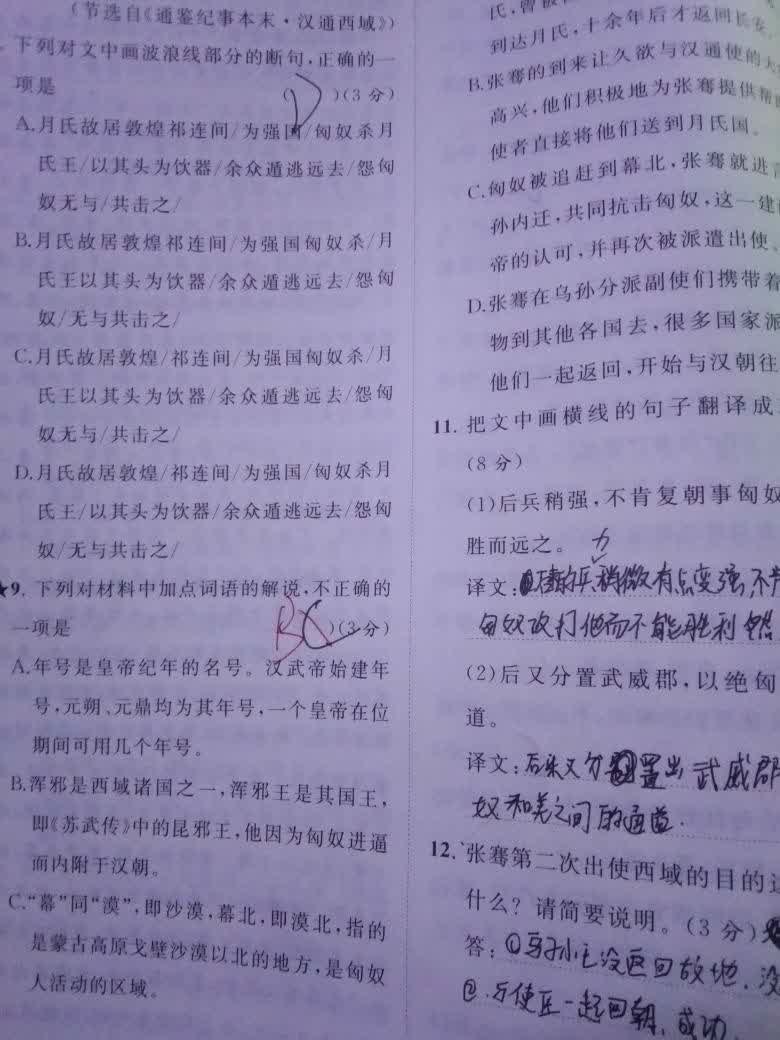 (节选自《通鉴纪事本末·汉通西域》)
下列对文中画波浪线部分的断句,正确的一
项是 ( D )(3分)
A.月氏故居敦煌祁连间/为强国/匈奴杀月
氏王/以其头为饮器/余众遁逃远去/怨匈
奴无与/共击之/
B.月氏故居敦煌祁连间/为强国匈奴杀/月
氏王以其头为饮器/余众遁逃远去/怨匈
奴/无与共击之/
C.月氏故居敦煌/祁连间/为强国匈奴杀/月
氏王以其头为饮器/余众遁逃远去/怨匈
奴无与/共击之/
D.月氏故居敦煌/祁连间/为强国/匈奴杀月
氏王/以其头为饮器/余众遁逃远去/怨匈
奴/无与共击之/
★9. 下列对材料中加点词语的解说,不正确的
一项是 B )(3分)
A.年号是皇帝纪年的名号。汉武帝始建年
号,元朔、元鼎均为其年号,一个皇帝在位
期间可用几个年号。
B.浑邪是西域诸国之一,浑邪王是其国王,
即《苏武传》中的昆邪王,他因为匈奴进逼
而内附于汉朝。
C.“幕”同“漠”,即沙漠,幕北,即漠北,指的
是蒙古高原戈壁沙漠以北的地方,是匈奴
人活动的区域。
氏,曾被
到达月氏,十余年后才返回长安。
B.张骞的到来让久欲与汉通使的大
高兴,他们积极地为张骞提供帮
使者直接将他们送到月氏国。
C.匈奴被追赶到幕北,张骞就进
孙内迁,共同抗击匈奴,这一建
帝的认可,并再次被派遣出使、
D.张骞在乌孙分派副使们携带着
物到其他各国去,很多国家派
他们一起返回,开始与汉朝往
11. 把文中画横线的句子翻译成
(8分)
(1)后兵稍强,不肯复朝事匈奴
胜而远之。
译文:兵稍微有点变强不肯
匈奴攻打他而不能胜利
(2)后又分置武威郡,以绝匈
道。
译文:后来又分置出武威郡
奴和羌之间的通道.
12. 张骞第二次出使西域的目的
什么?请简要说明。(3分)
答:①乌孙王没返回故地.没
②.与使臣一起回朝.成功.